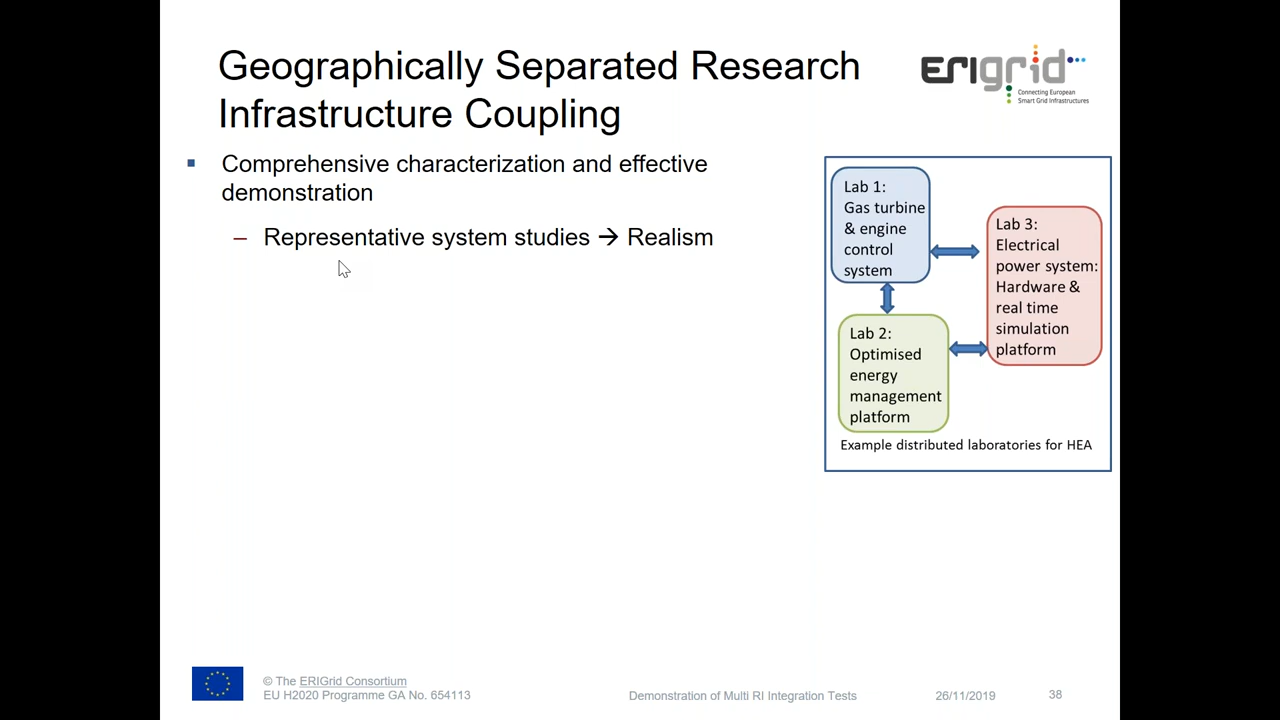 Geographically Separated Research
Infrastructure Coupling
ERIgrid
Connecting European
Smart Grid Infrastructures
▪ Comprehensive characterization and effective
demonstration
– Representative system studies → Realism
Lab 1:
Gas turbine
& engine
control
system
Lab 3:
Electrical
power system:
Hardware &
real time
simulation
platform
Lab 2:
Optimised
energy
management
platform
Example distributed laboratories for HEA
© The ERIGrid Consortium
EU H2020 Programme GA No. 654113
Demonstration of Multi RI Integration Tests
26/11/2019
38